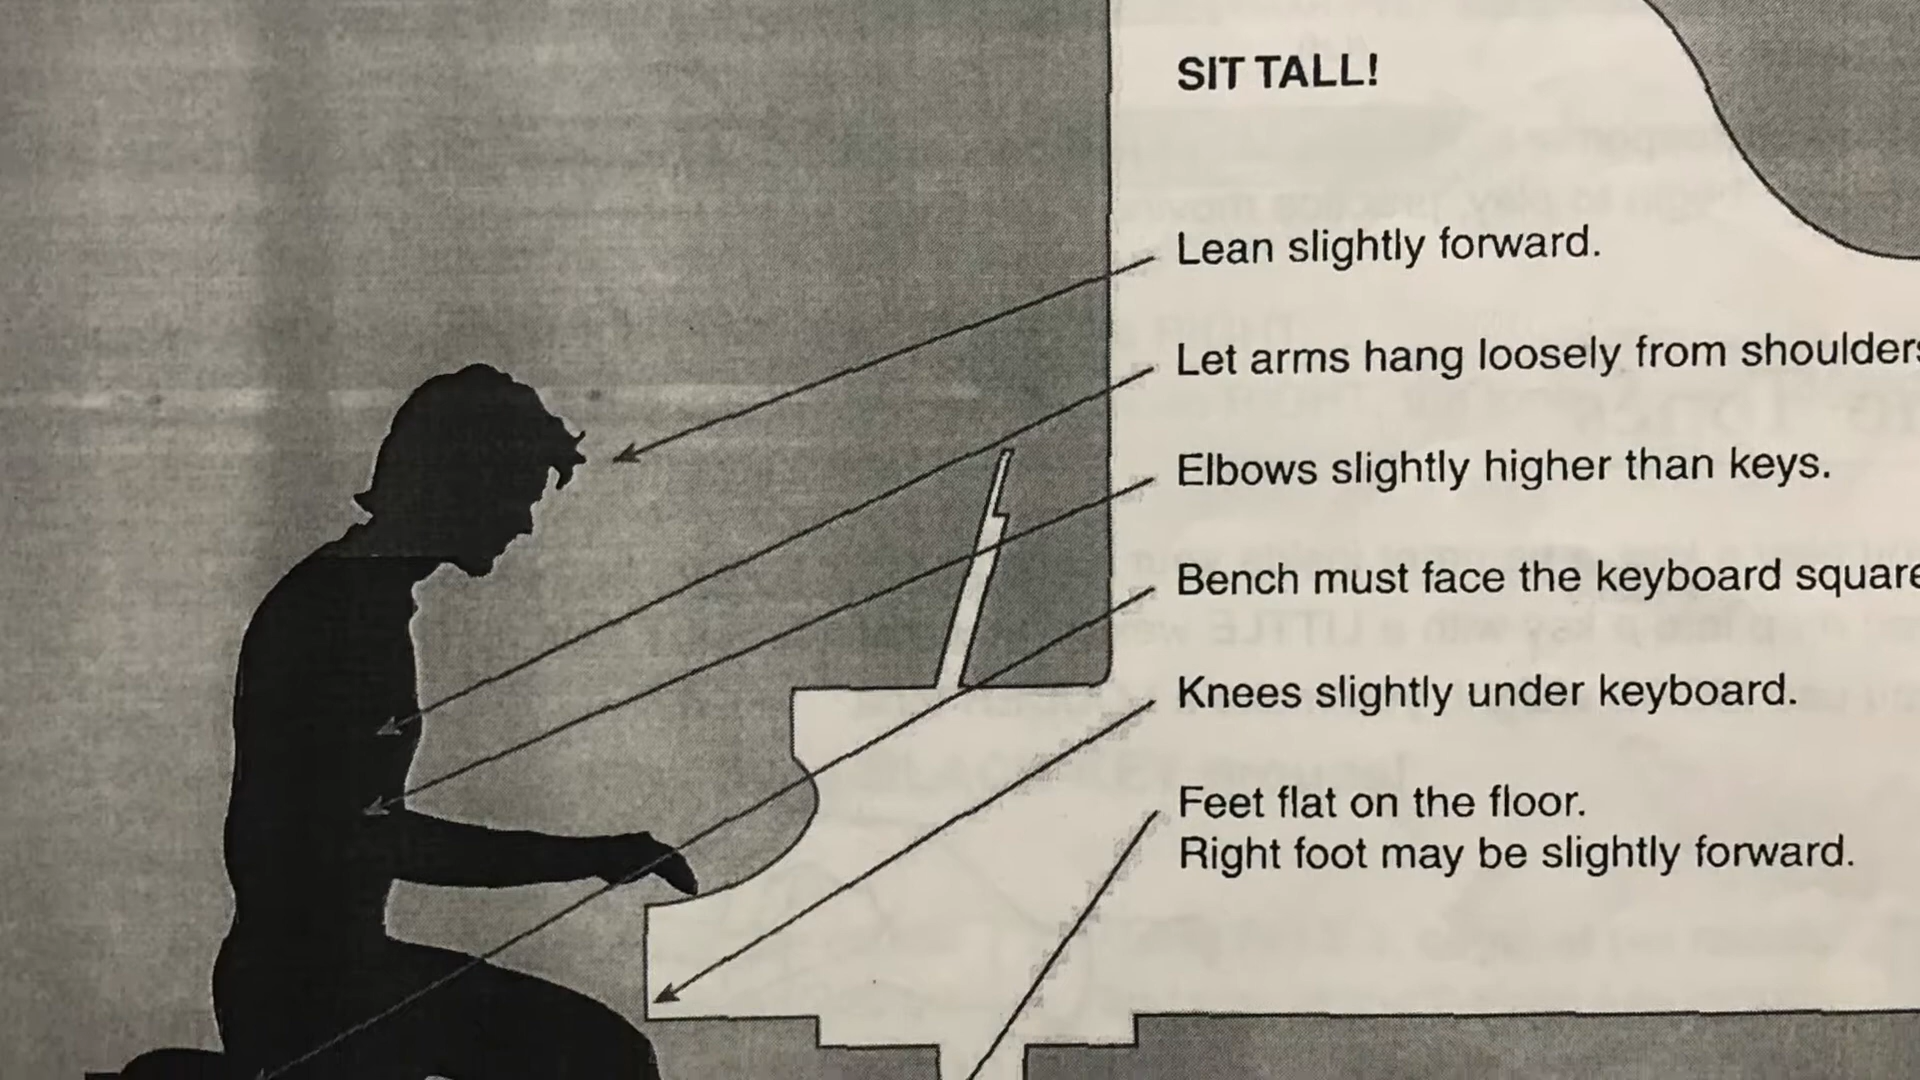 SIT TALL!
Lean slightly forward.
Let arms hang loosely from shoulders
Elbows slightly higher than keys.
Bench must face the keyboard square
Knees slightly under keyboard.
Feet flat on the floor.
Right foot may be slightly forward.